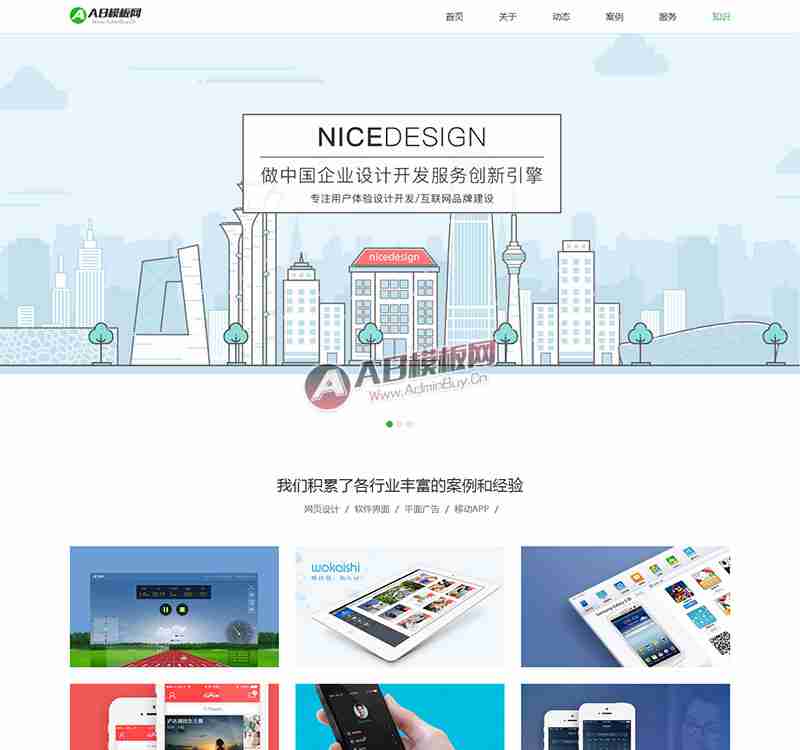 AB模板网
Www.AdminBuy.Cn
首页 关于 动态 案例 服务 知识
NICEDESIGN
做中国企业设计开发服务创新引擎
专注用户体验设计开发/互联网品牌建设
nicedesign
AB模板网
Www.AdminBuy.Cn
我们积累了各行业丰富的案例和经验
网页设计 / 软件界面 / 平面广告 / 移动APP /
wokaishi